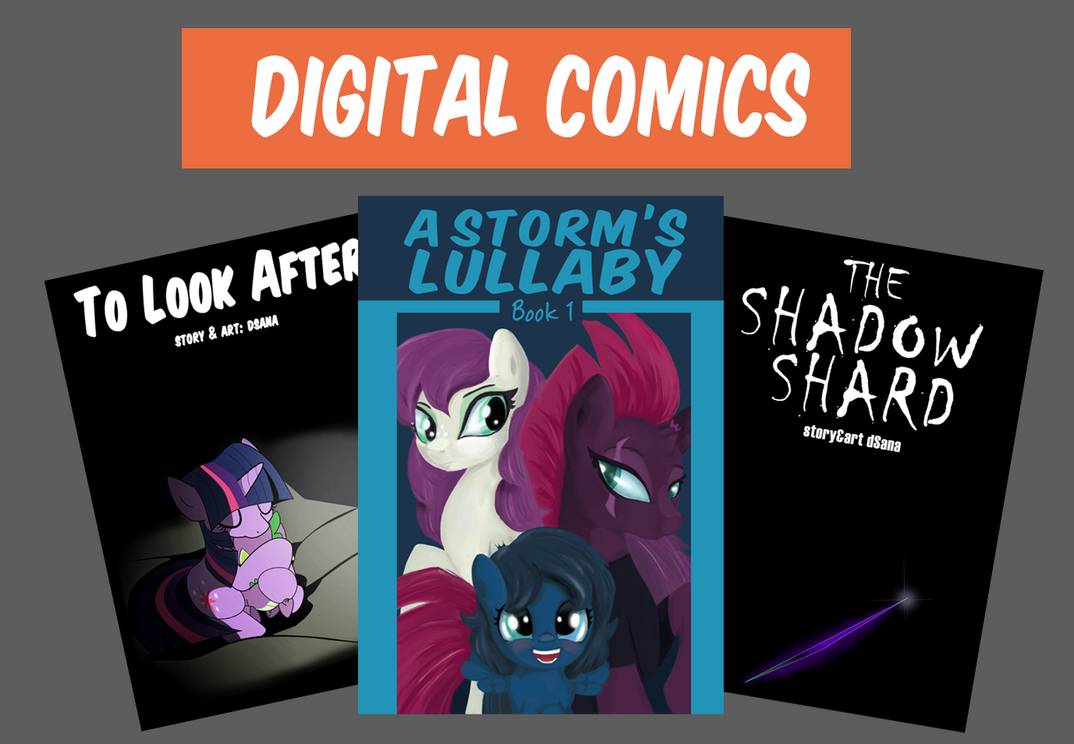 DIGITAL COMICS
TO LOOK AFTER
STORY & ART: DSANA
A STORM'S
LULLABY
Book 1
THE
SHADOW
SHARD
story&art dSana